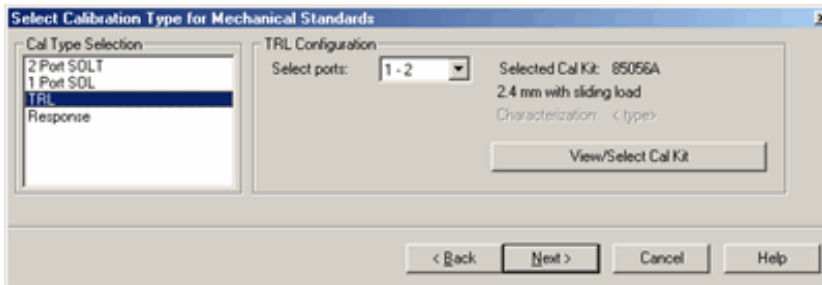 Select Calibration Type for Mechanical Standards
Cal Type Selection
2 Port SOLT
1 Port SOL
TRL
Response
TRL Configuration
Select ports: 1 - 2
Selected Cal Kit: 85056A
2.4 mm with sliding load
Characterization: < type>
View/Select Cal Kit
< Back
Next >
Cancel
Help